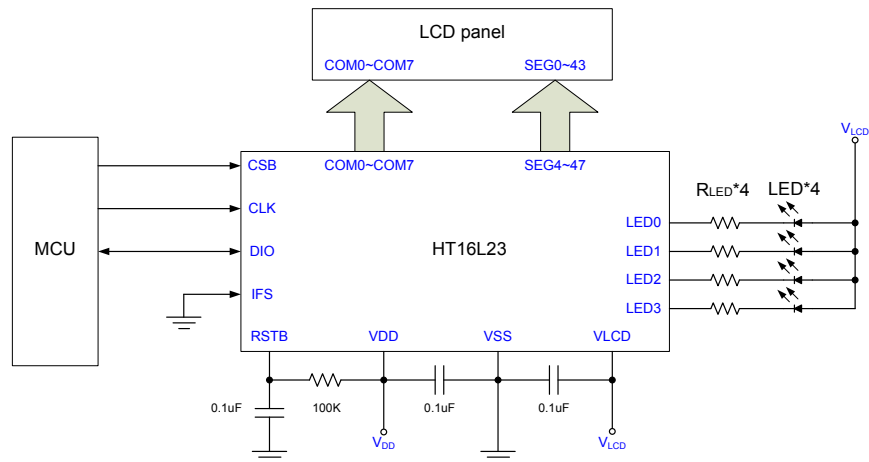 LCD panel
COM0~COM7 SEG0~43
VLCD
CSB COM0~COM7 SEG4~47
RLED*4 LED*4
CLK
LED0
MCU DIO HT16L23 LED1
LED2
IFS
LED3
RSTB VDD VSS VLCD
0.1uF 100K 0.1uF 0.1uF
VDD VLCD